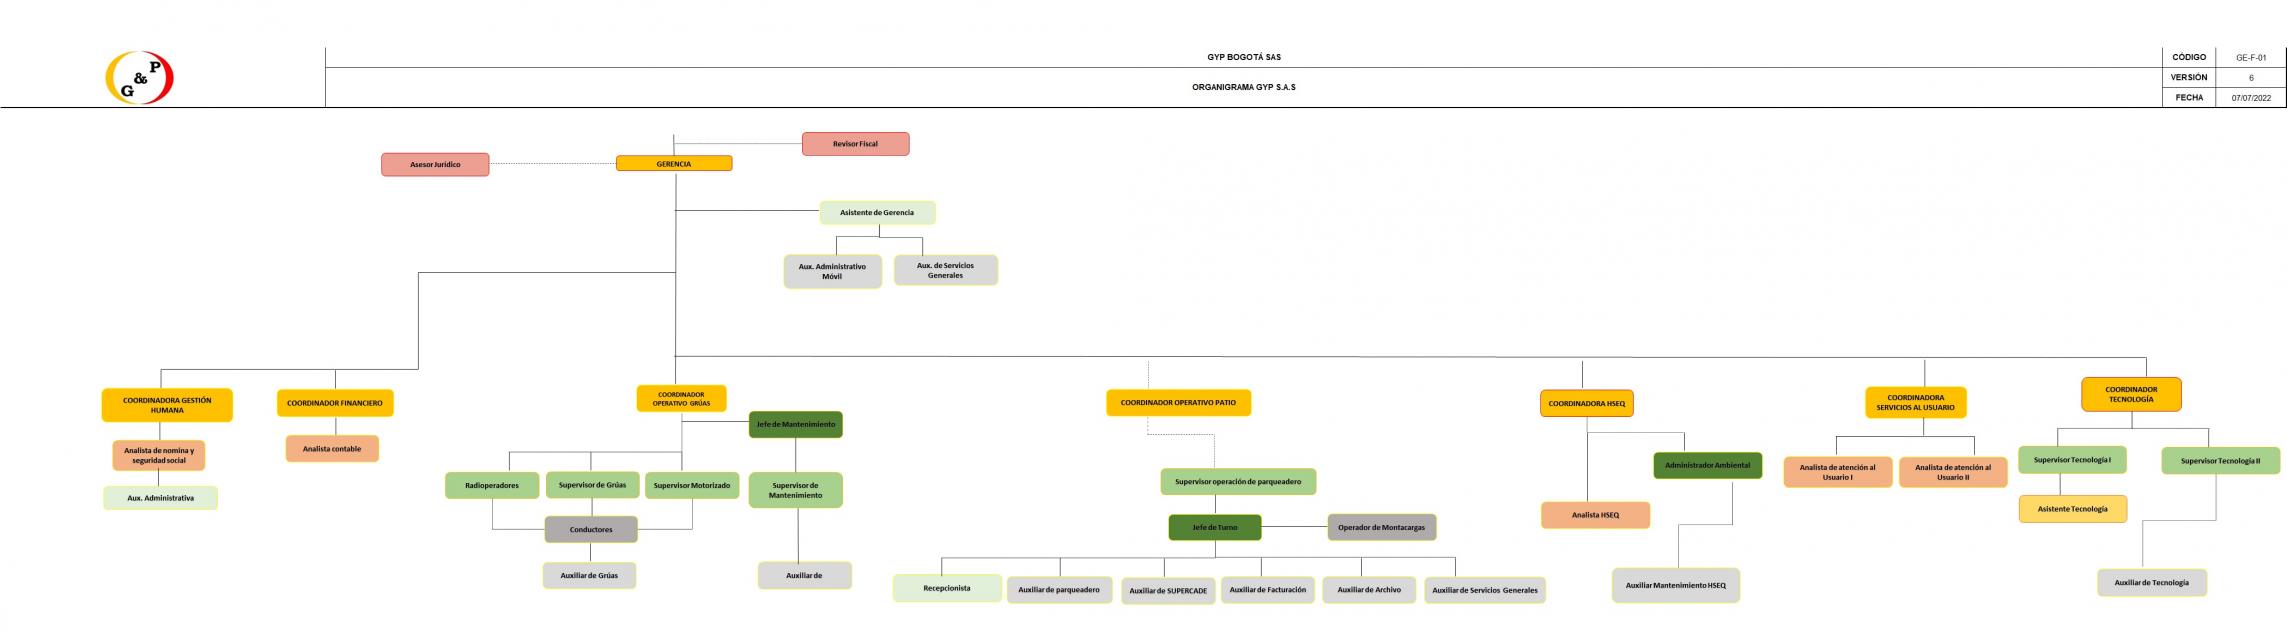 G&P
GYP BOGOTÁ SAS
ORGANIGRAMA GYP S.A.S
CÓDIGO GE-F-01
VERSIÓN 6
FECHA 07/07/2022
Revisor Fiscal
Asesor Jurídico
GERENCIA
Asistente de Gerencia
Aux. Administrativo
Móvil
Aux. de Servicios
Generales
COORDINADORA GESTIÓN
HUMANA
COORDINADOR FINANCIERO
COORDINADOR
OPERATIVO GRÚAS
COORDINADOR OPERATIVO PATIO
COORDINADORA HSEQ
COORDINADORA
SERVICIOS AL USUARIO
COORDINADOR
TECNOLOGÍA
Analista de nomina y
seguridad social
Analista contable
Jefe de Mantenimiento
Aux. Administrativa
Radioperadores
Supervisor de Grúas
Supervisor Motorizado
Supervisor de
Mantenimiento
Conductores
Auxiliar de Grúas
Auxiliar de
Supervisor operación de parqueadero
Jefe de Turno
Operador de Montacargas
Recepcionista
Auxiliar de parqueadero
Auxiliar de SUPERCADE
Auxiliar de Facturación
Auxiliar de Archivo
Auxiliar de Servicios Generales
Administrador Ambiental
Analista HSEQ
Auxiliar Mantenimiento HSEQ
Analista de atención al
Usuario I
Analista de atención al
Usuario II
Supervisor Tecnología I
Supervisor Tecnología II
Asistente Tecnología
Auxiliar de Tecnología